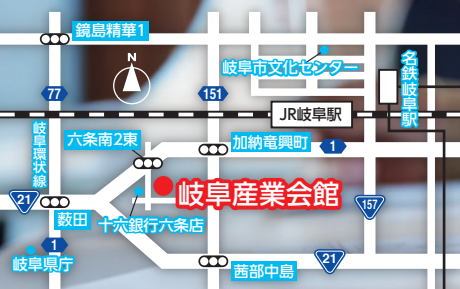 鏡島精華1
岐阜市文化センター
名鉄岐阜駅
N
77
151
JR岐阜駅
岐阜環状線
六条南2東
加納竜興町
1
岐阜産業会館
21
薮田
十六銀行六条店
157
1
岐阜県庁
茜部中島
21